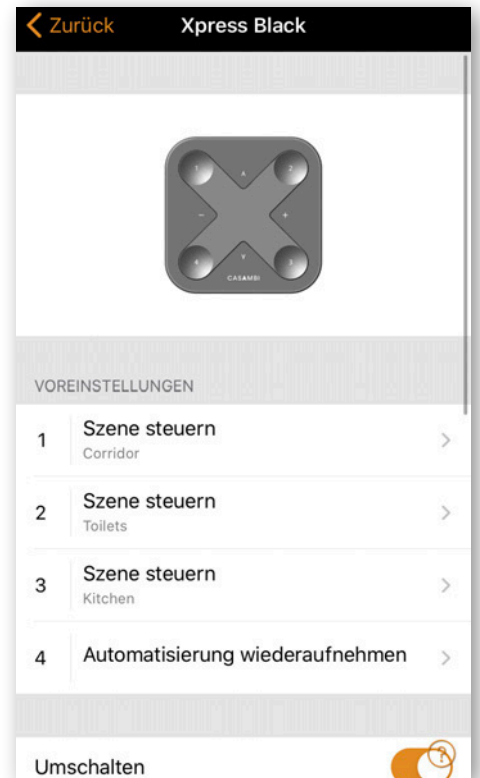 Zurück Xpress Black
1 2
∧
− +
4 ∨ 3
CASAMBI
VOREINSTELLUNGEN
1 Szene steuern
Corridor
2 Szene steuern
Toilets
3 Szene steuern
Kitchen
4 Automatisierung wiederaufnehmen
Umschalten ?